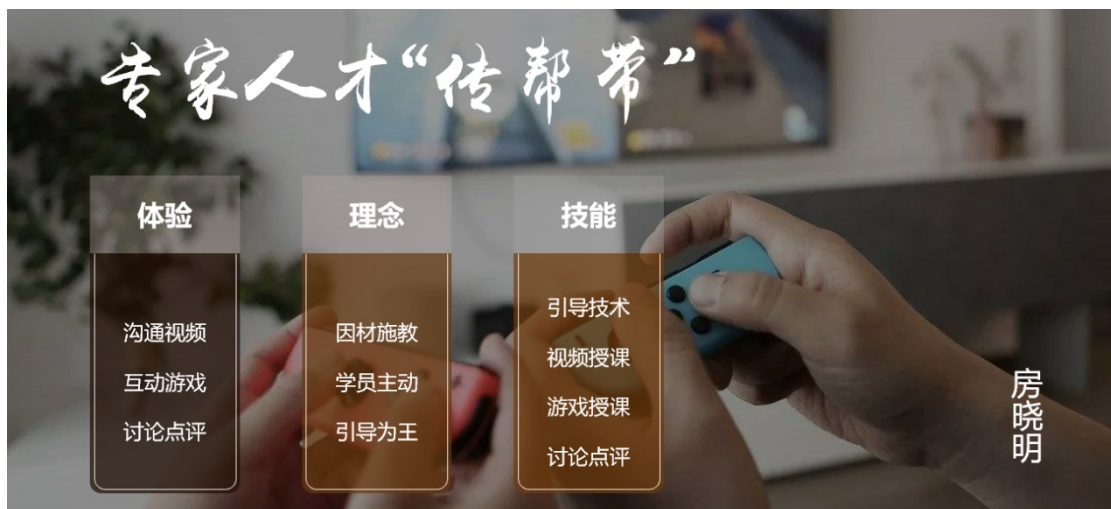 专家人才“传帮带”
体验
沟通视频
互动游戏
讨论点评
理念
因材施教
学员主动
引导为王
技能
引导技术
视频授课
游戏授课
讨论点评
房晓明